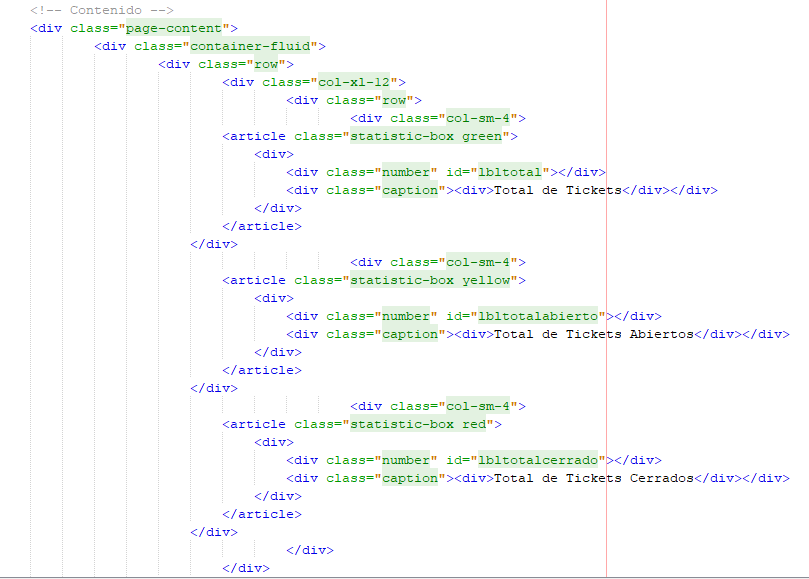 <!-- Contenido -->
<div class="page-content">
<div class="container-fluid">
<div class="row">
<div class="col-xl-12">
<div class="row">
<div class="col-sm-4">
<article class="statistic-box green">
<div>
<div class="number" id="lbltotal"></div>
<div class="caption"><div>Total de Tickets</div></div>
</div>
</article>
</div>
<div class="col-sm-4">
<article class="statistic-box yellow">
<div>
<div class="number" id="lbltotalabierto"></div>
<div class="caption"><div>Total de Tickets Abiertos</div></div>
</div>
</article>
</div>
<div class="col-sm-4">
<article class="statistic-box red">
<div>
<div class="number" id="lbltotalcerrado"></div>
<div class="caption"><div>Total de Tickets Cerrados</div></div>
</div>
</article>
</div>
</div>
</div>